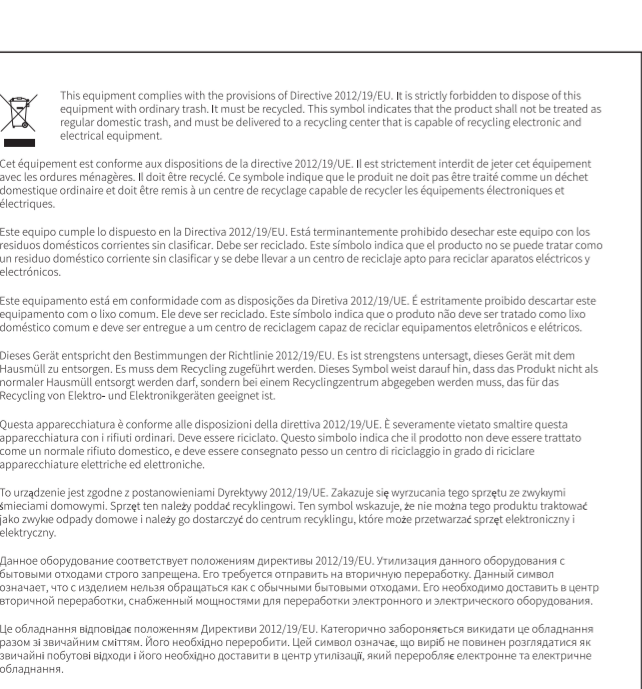 This equipment complies with the provisions of Directive 2012/19/EU. It is strictly forbidden to dispose of this
equipment with ordinary trash. It must be recycled. This symbol indicates that the product shall not be treated as
regular domestic trash, and must be delivered to a recycling center that is capable of recycling electronic and
electrical equipment.
Cet équipement est conforme aux dispositions de la directive 2012/19/UE. Il est strictement interdit de jeter cet équipement
avec les ordures ménagères. Il doit être recyclé. Ce symbole indique que le produit ne doit pas être traité comme un déchet
domestique ordinaire et doit être remis à un centre de recyclage capable de recycler les équipements électroniques et
électriques.
Este equipo cumple lo dispuesto en la Directiva 2012/19/EU. Está terminantemente prohibido desechar este equipo con los
residuos domésticos corrientes sin clasificar. Debe ser reciclado. Este símbolo indica que el producto no se puede tratar como
un residuo doméstico corriente sin clasificar y se debe llevar a un centro de reciclaje apto para reciclar aparatos eléctricos y
electrónicos.
Este equipamento está em conformidade com as disposições da Diretiva 2012/19/EU. É estritamente proibido descartar este
equipamento com o lixo comum. Ele deve ser reciclado. Este símbolo indica que o produto não deve ser tratado como lixo
doméstico comum e deve ser entregue a um centro de reciclagem capaz de reciclar equipamentos eletrônicos e elétricos.
Dieses Gerät entspricht den Bestimmungen der Richtlinie 2012/19/EU. Es ist strengstens untersagt, dieses Gerät mit dem
Hausmüll zu entsorgen. Es muss dem Recycling zugeführt werden. Dieses Symbol weist darauf hin, dass das Produkt nicht als
normaler Hausmüll entsorgt werden darf, sondern bei einem Recyclingzentrum abgegeben werden muss, das für das
Recycling von Elektro- und Elektronikgeräten geeignet ist.
Questa apparecchiatura è conforme alle disposizioni della direttiva 2012/19/UE. È severamente vietato smaltire questa
apparecchiatura con i rifiuti ordinari. Deve essere riciclato. Questo simbolo indica che il prodotto non deve essere trattato
come un normale rifiuto domestico, e deve essere consegnato pesso un centro di riciclaggio in grado di riciclare
apparecchiature elettriche ed elettroniche.
To urządzenie jest zgodne z postanowieniami Dyrektywy 2012/19/UE. Zakazuje się wyrzucania tego sprzętu ze zwykłymi
śmieciami domowymi. Sprzęt ten należy poddać recyklingowi. Ten symbol wskazuje, że nie można tego produktu traktować
jako zwykłe odpady domowe i należy go dostarczyć do centrum recyklingu, które może przetwarzać sprzęt elektroniczny i
elektryczny.
Данное оборудование соответствует положениям директивы 2012/19/EU. Утилизация данного оборудования с
бытовыми отходами строго запрещена. Его требуется отправить на вторичную переработку. Данный символ
означает, что с изделием нельзя обращаться как с обычными бытовыми отходами. Его необходимо доставить в центр
вторичной переработки, снабженный мощностями для переработки электронного и электрического оборудования.
Це обладнання відповідає положенням Директиви 2012/19/EU. Категорично забороняється викидати це обладнання
разом зі звичайним сміттям. Його необхідно переробити. Цей символ означає, що виріб не повинен розглядатися як
звичайні побутові відходи і його необхідно доставити в центр утилізації, який переробляє електронне та електричне
обладнання.